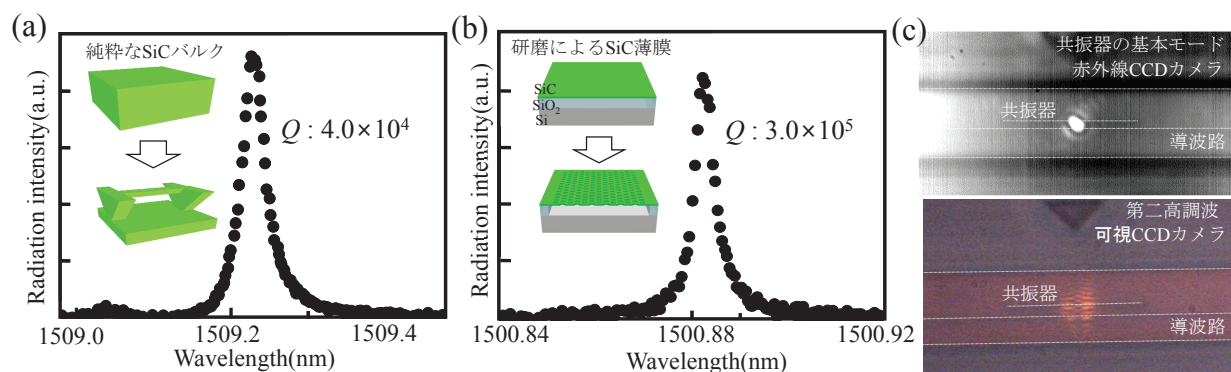 (a)
純粋なSiCバルク
Q : 4.0×10⁴
Radiation intensity(a.u.)
1509.0
1509.2
1509.4
Wavelength(nm)
(b)
研磨によるSiC薄膜
SiC
SiO₂
Si
Q : 3.0×10⁵
Radiation intensity(a.u.)
1500.84
1500.88
1500.92
Wavelength(nm)
(c)
共振器の基本モード
赤外線CCDカメラ
共振器
導波路
第二高調波
可視CCDカメラ
共振器
導波路